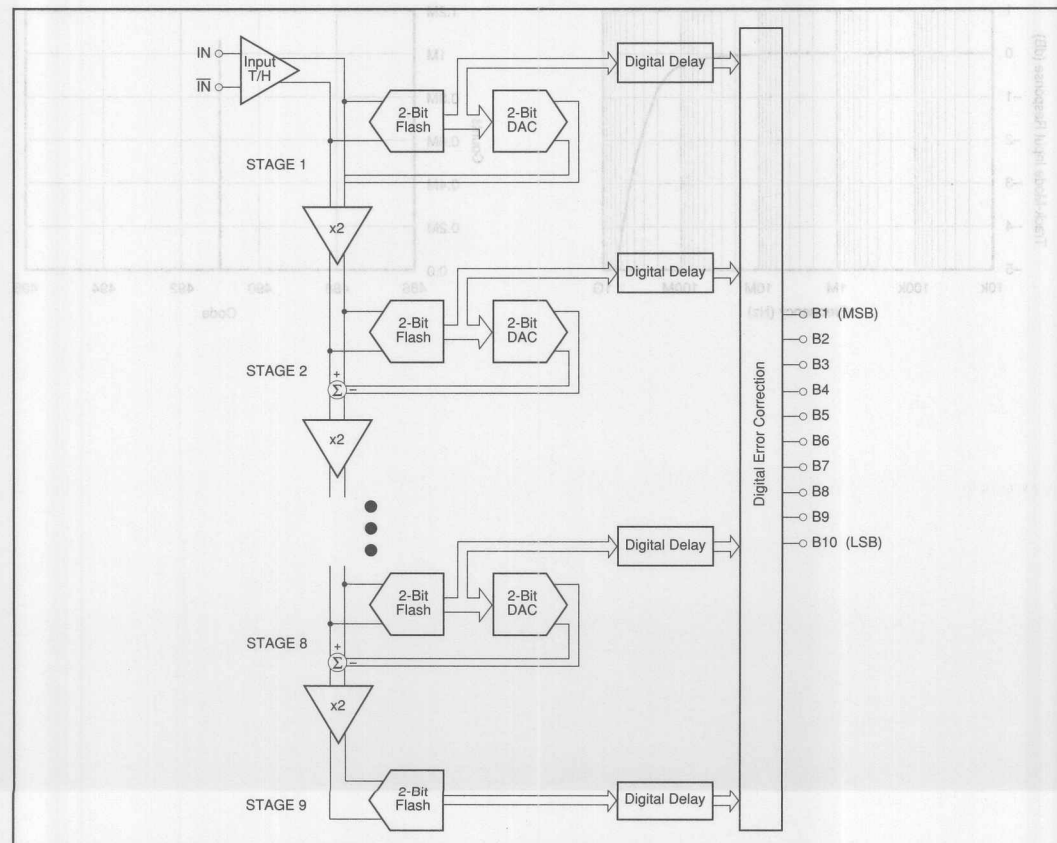 IN
IN
Input
T/H
2-Bit
Flash
2-Bit
DAC
Digital Delay
STAGE 1
x2
2-Bit
Flash
2-Bit
DAC
Digital Delay
STAGE 2
+
Σ
−
x2
2-Bit
Flash
2-Bit
DAC
Digital Delay
STAGE 8
+
Σ
−
x2
STAGE 9
2-Bit
Flash
Digital Delay
Digital Error Correction
B1 (MSB)
B2
B3
B4
B5
B6
B7
B8
B9
B10 (LSB)